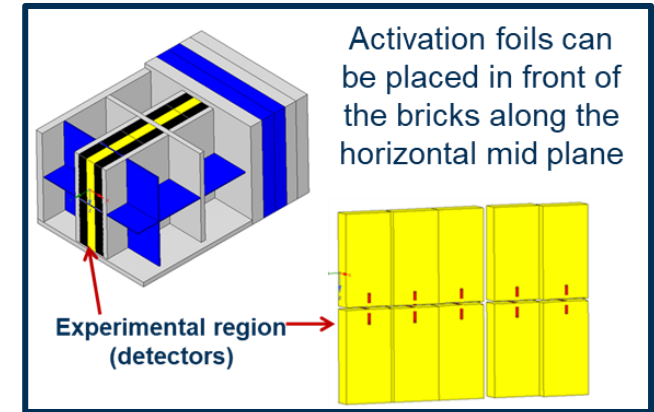 Activation foils can
be placed in front of
the bricks along the
horizontal mid plane
Experimental region
(detectors)